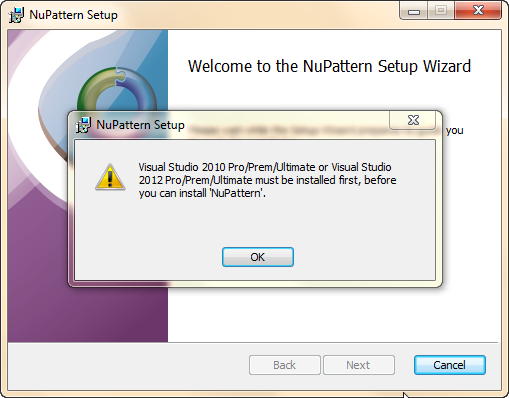 NuPattern Setup
Welcome to the NuPattern Setup Wizard
you
NuPattern Setup
Visual Studio 2010 Pro/Prem/Ultimate or Visual Studio
2012 Pro/Prem/Ultimate must be installed first, before
you can install 'NuPattern'.
OK
Back
Next
Cancel